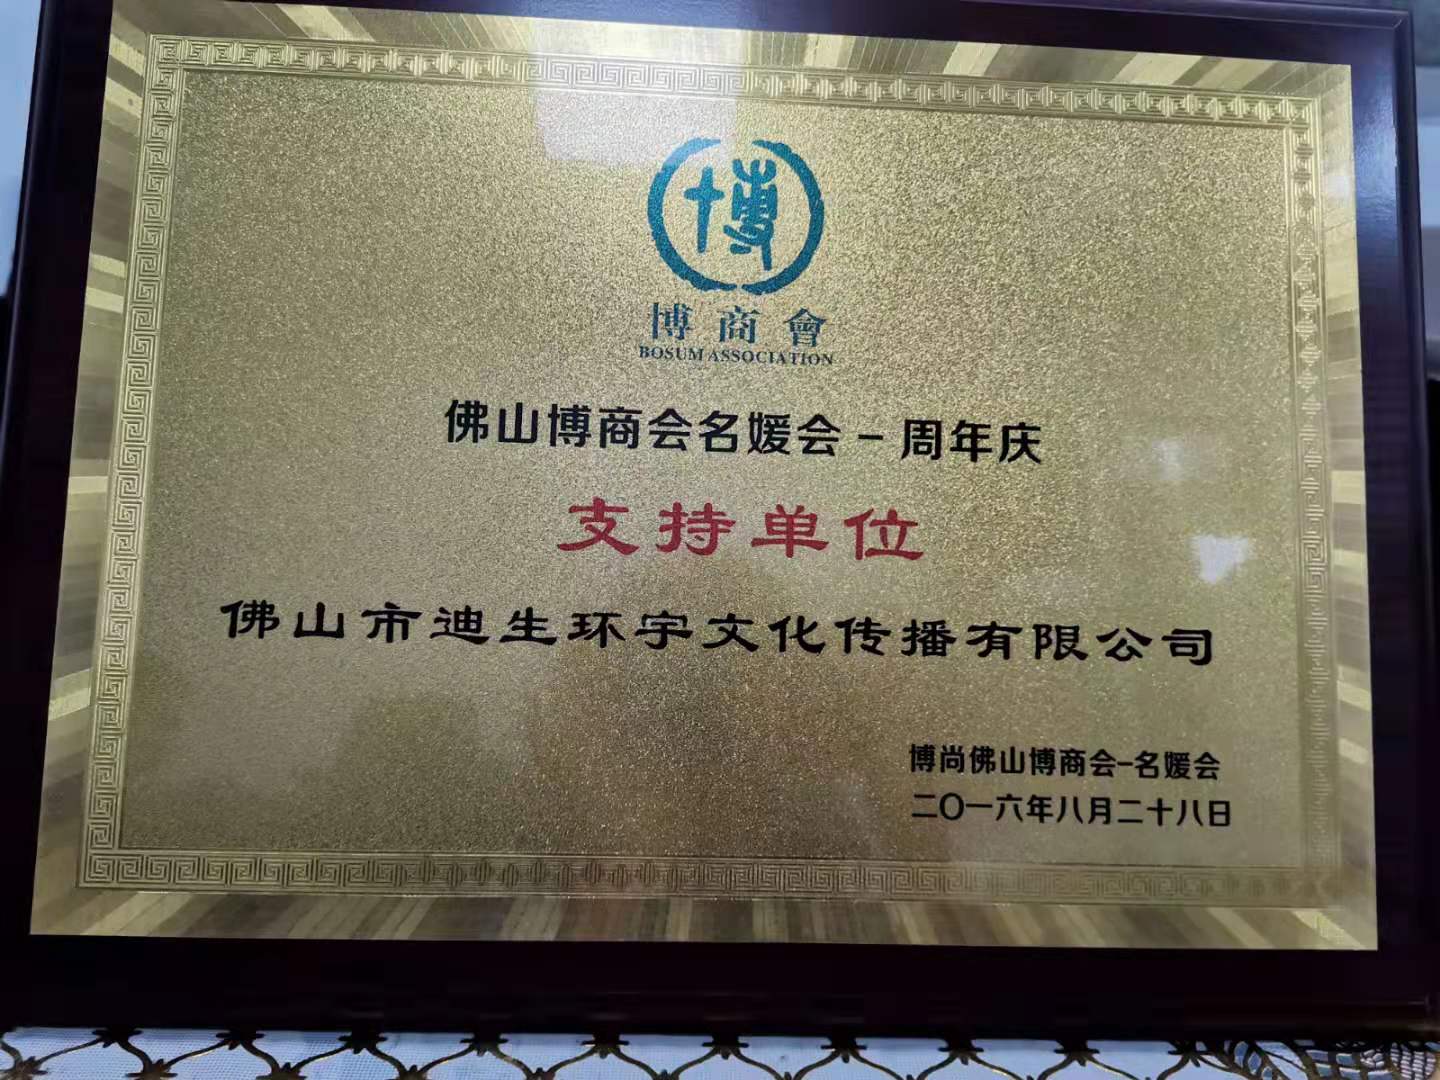 博
博商會
BOSUM ASSOCIATION
佛山博商会名媛会－周年庆
支持单位
佛山市迪生环宇文化传播有限公司
博尚佛山博商会－名媛会
二〇一六年八月二十八日